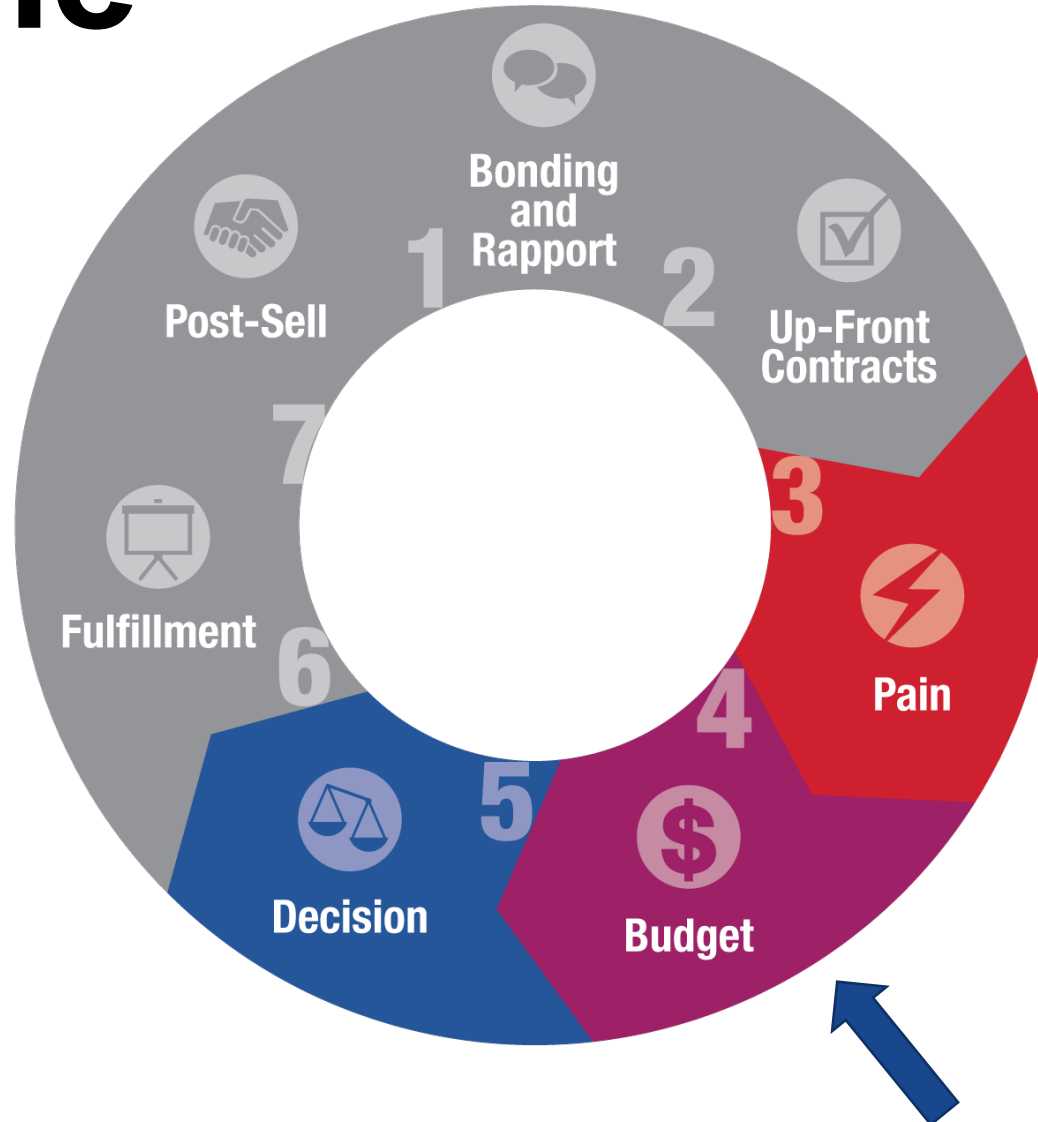 1
Bonding
and
Rapport
2
Up-Front
Contracts
3
Pain
4
$
Budget
5
Decision
6
Fulfillment
7
Post-Sell